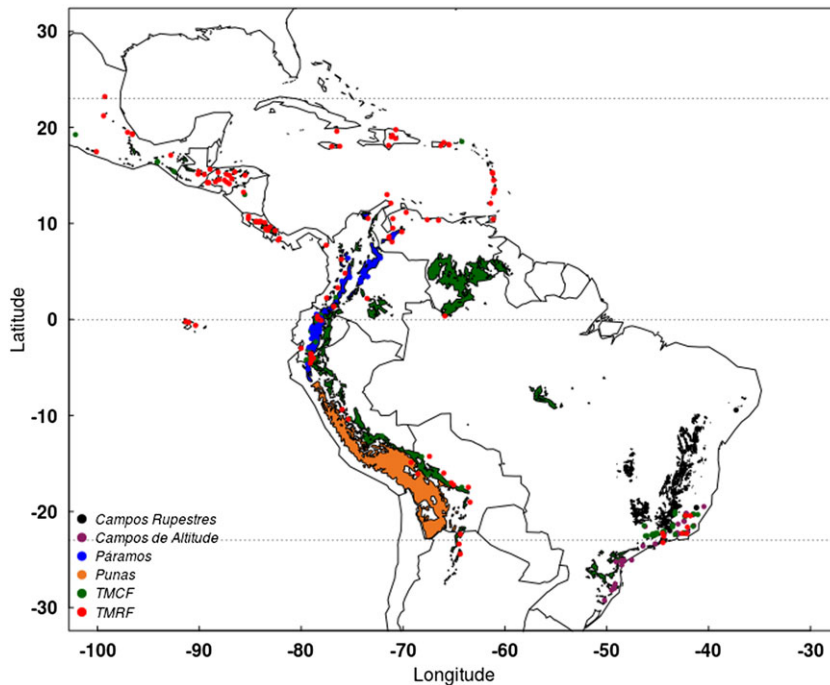 30
20
10
0
-10
-20
-30
Latitude
Campos Rupestres
Campos de Altitude
Páramos
Punas
TMCF
TMRF
-100 -90 -80 -70 -60 -50 -40 -30
Longitude